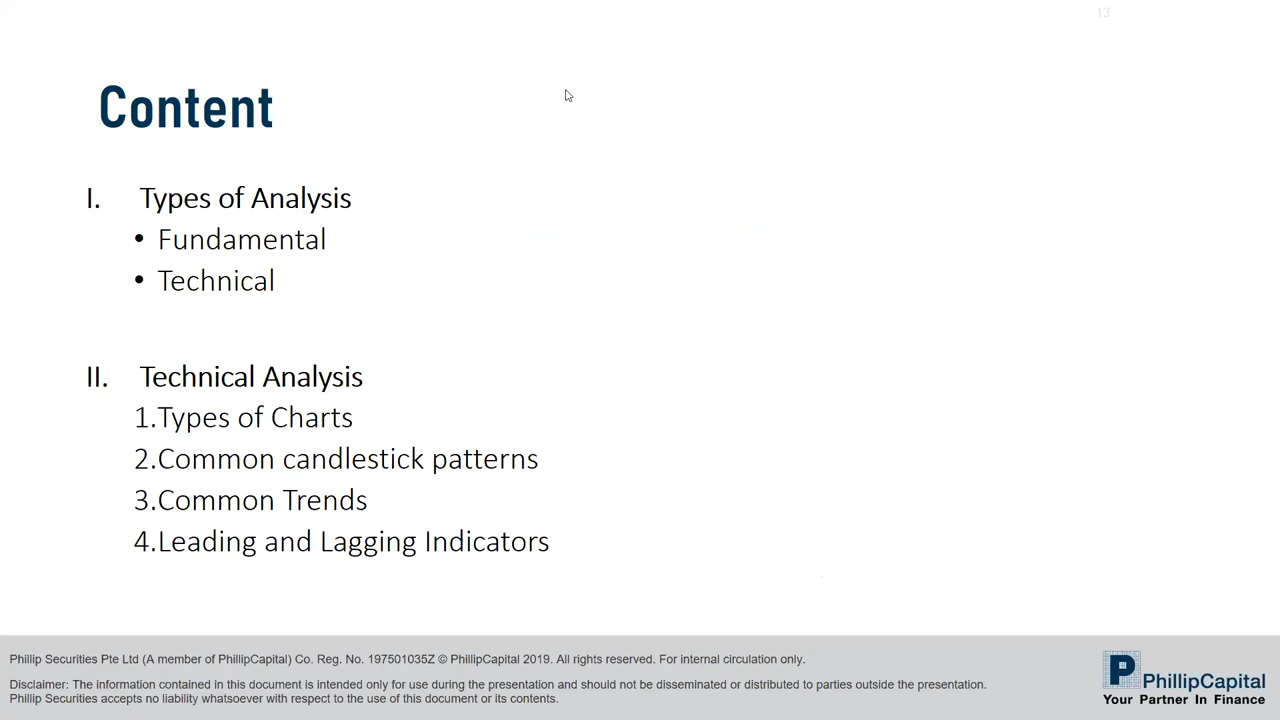 13
Content
I. Types of Analysis
• Fundamental
• Technical
II. Technical Analysis
1.Types of Charts
2.Common candlestick patterns
3.Common Trends
4.Leading and Lagging Indicators
Phillip Securities Pte Ltd (A member of PhillipCapital) Co. Reg. No. 197501035Z © PhillipCapital 2019. All rights reserved. For internal circulation only.
Disclaimer: The information contained in this document is intended only for use during the presentation and should not be disseminated or distributed to parties outside the presentation.
Phillip Securities accepts no liability whatsoever with respect to the use of this document or its contents.
P PhillipCapital
Your Partner In Finance